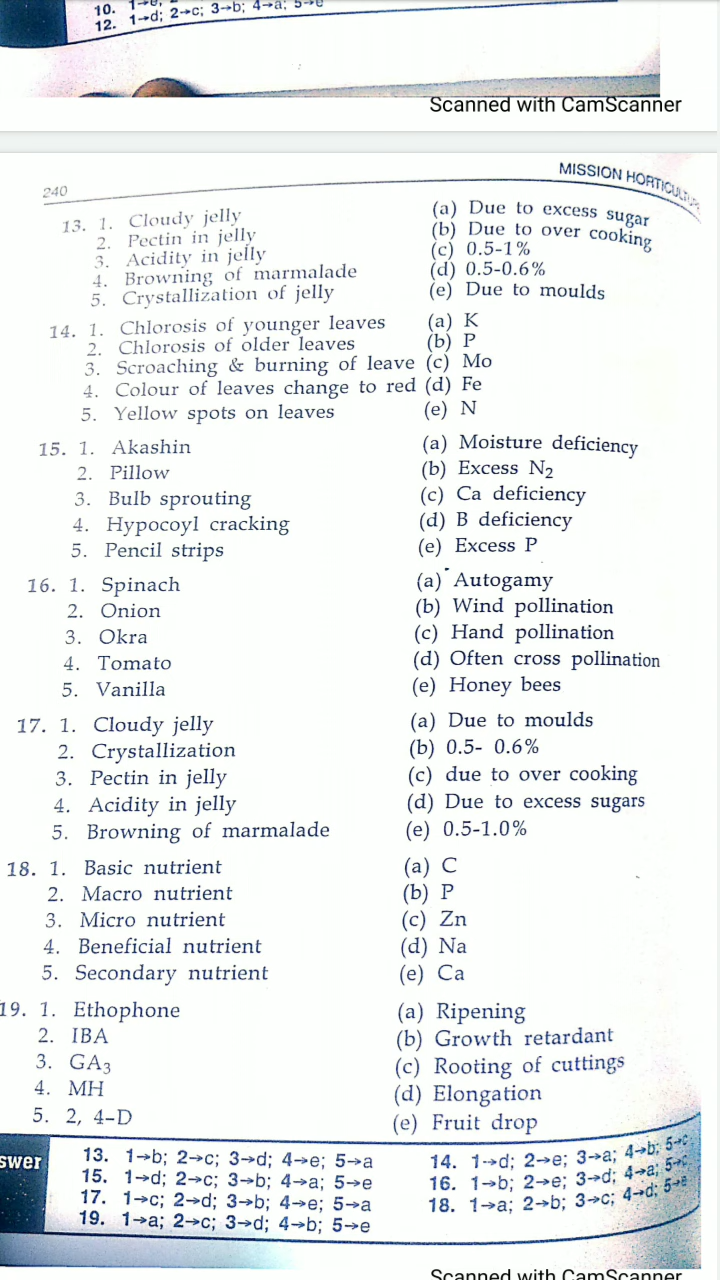 10.
12. 1→d; 2→c; 3→b; 4→a; 5→e
Scanned with CamScanner
240
MISSION HORTICULTURE
13. 1. Cloudy jelly (a) Due to excess sugar
2. Pectin in jelly (b) Due to over cooking
3. Acidity in jelly (c) 0.5-1%
4. Browning of marmalade (d) 0.5-0.6%
5. Crystallization of jelly (e) Due to moulds
14. 1. Chlorosis of younger leaves (a) K
2. Chlorosis of older leaves (b) P
3. Scroaching & burning of leave (c) Mo
4. Colour of leaves change to red (d) Fe
5. Yellow spots on leaves (e) N
15. 1. Akashin (a) Moisture deficiency
2. Pillow (b) Excess N2
3. Bulb sprouting (c) Ca deficiency
4. Hypocoyl cracking (d) B deficiency
5. Pencil strips (e) Excess P
16. 1. Spinach (a) Autogamy
2. Onion (b) Wind pollination
3. Okra (c) Hand pollination
4. Tomato (d) Often cross pollination
5. Vanilla (e) Honey bees
17. 1. Cloudy jelly (a) Due to moulds
2. Crystallization (b) 0.5- 0.6%
3. Pectin in jelly (c) due to over cooking
4. Acidity in jelly (d) Due to excess sugars
5. Browning of marmalade (e) 0.5-1.0%
18. 1. Basic nutrient (a) C
2. Macro nutrient (b) P
3. Micro nutrient (c) Zn
4. Beneficial nutrient (d) Na
5. Secondary nutrient (e) Ca
19. 1. Ethophone (a) Ripening
2. IBA (b) Growth retardant
3. GA3 (c) Rooting of cuttings
4. MH (d) Elongation
5. 2, 4-D (e) Fruit drop
swer
13. 1→b; 2→c; 3→d; 4→e; 5→a 14. 1→d; 2→e; 3→a; 4→b; 5→c
15. 1→d; 2→c; 3→b; 4→a; 5→e 16. 1→b; 2→e; 3→d; 4→a; 5→c
17. 1→c; 2→d; 3→b; 4→e; 5→a 18. 1→a; 2→b; 3→c; 4→d; 5→e
19. 1→a; 2→c; 3→d; 4→b; 5→e
Scanned with CamScanner